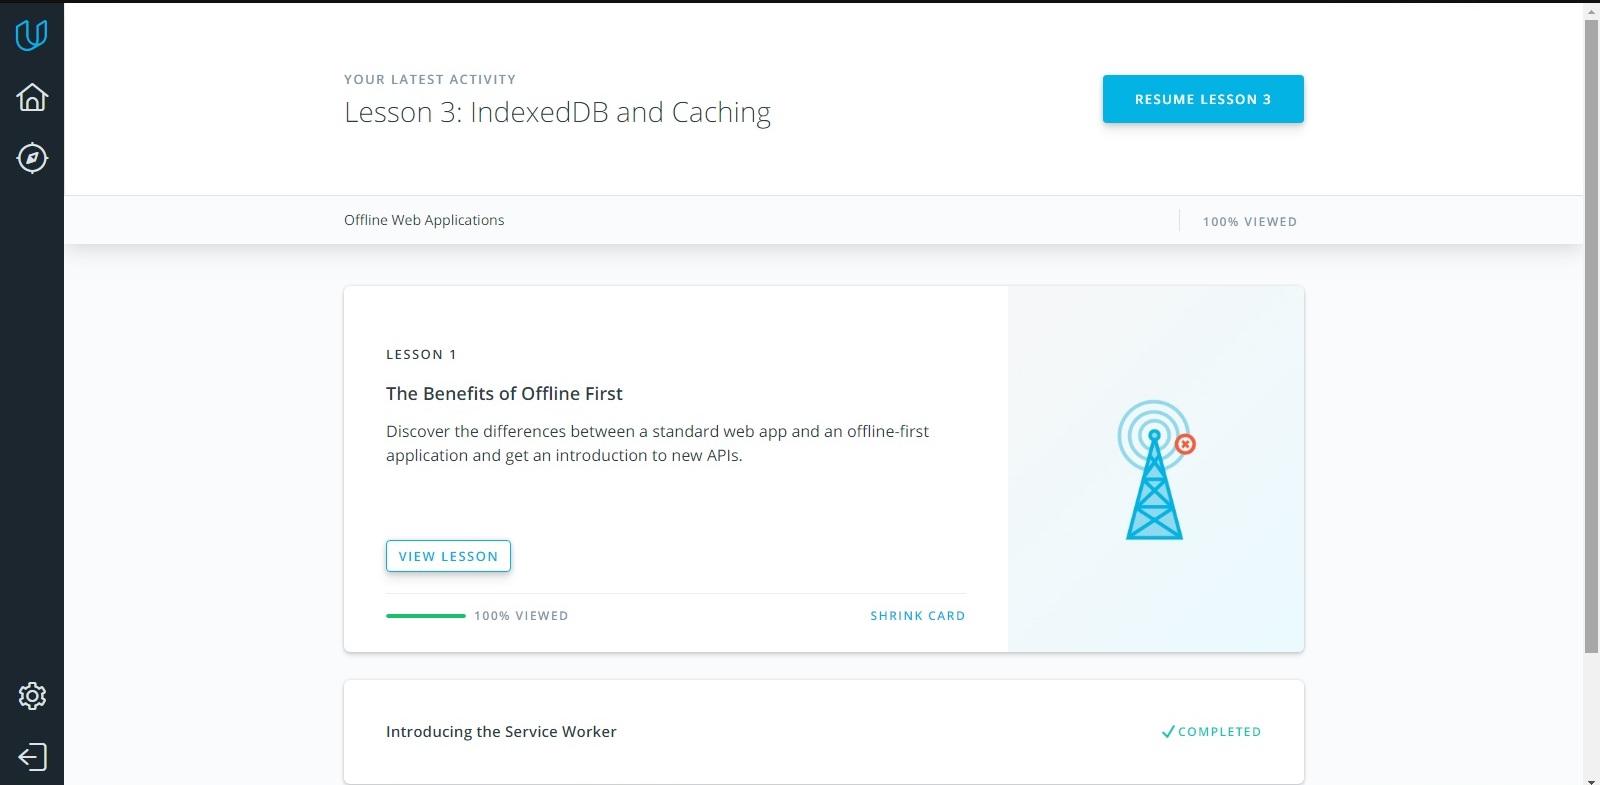 YOUR LATEST ACTIVITY
Lesson 3: IndexedDB and Caching
RESUME LESSON 3
Offline Web Applications
100% VIEWED
LESSON 1
The Benefits of Offline First
Discover the differences between a standard web app and an offline-first
application and get an introduction to new APIs.
VIEW LESSON
100% VIEWED
SHRINK CARD
Introducing the Service Worker
COMPLETED